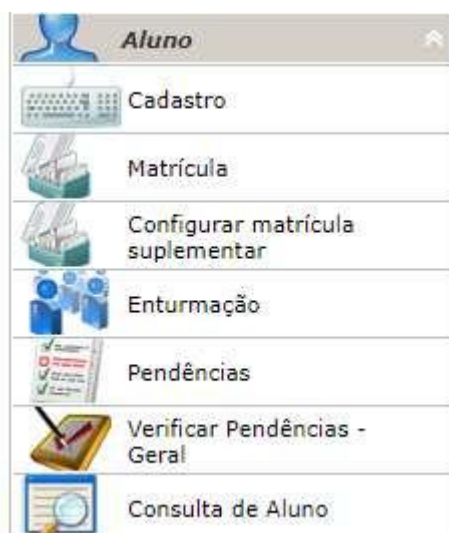 Aluno
Cadastro
Matrícula
Configurar matrícula
suplementar
Enturmação
Pendências
Verificar Pendências -
Geral
Consulta de Aluno